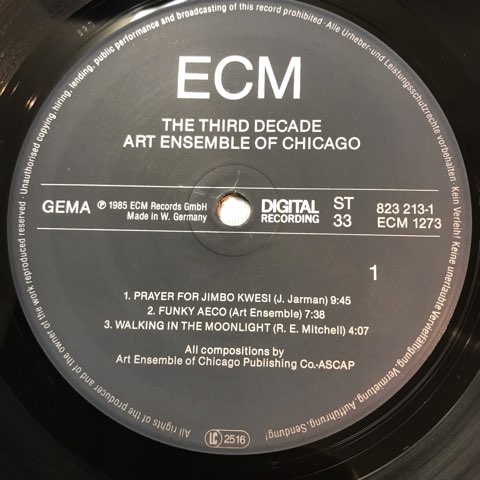 ECM
THE THIRD DECADE
ART ENSEMBLE OF CHICAGO
GEMA ℗ 1985 ECM Records GmbH
Made in W. Germany
DIGITAL
RECORDING
ST
33
823 213-1
ECM 1273
1
1. PRAYER FOR JIMBO KWESI (J. Jarman) 9:45
2. FUNKY AECO (Art Ensemble) 7:38
3. WALKING IN THE MOONLIGHT (R. E. Mitchell) 4:07
All compositions by
Art Ensemble of Chicago Publishing Co.-ASCAP
LC 2516
All rights of the producer and of the owner of the work reproduced reserved · Unauthorised copying, hiring, lending, public performance and broadcasting of this record prohibited · Alle Urheber- und Leistungsschutzrechte vorbehalten · Kein Verleih! Keine unerlaubte Vervielfältigung, Vermietung, Aufführung, Sendung!